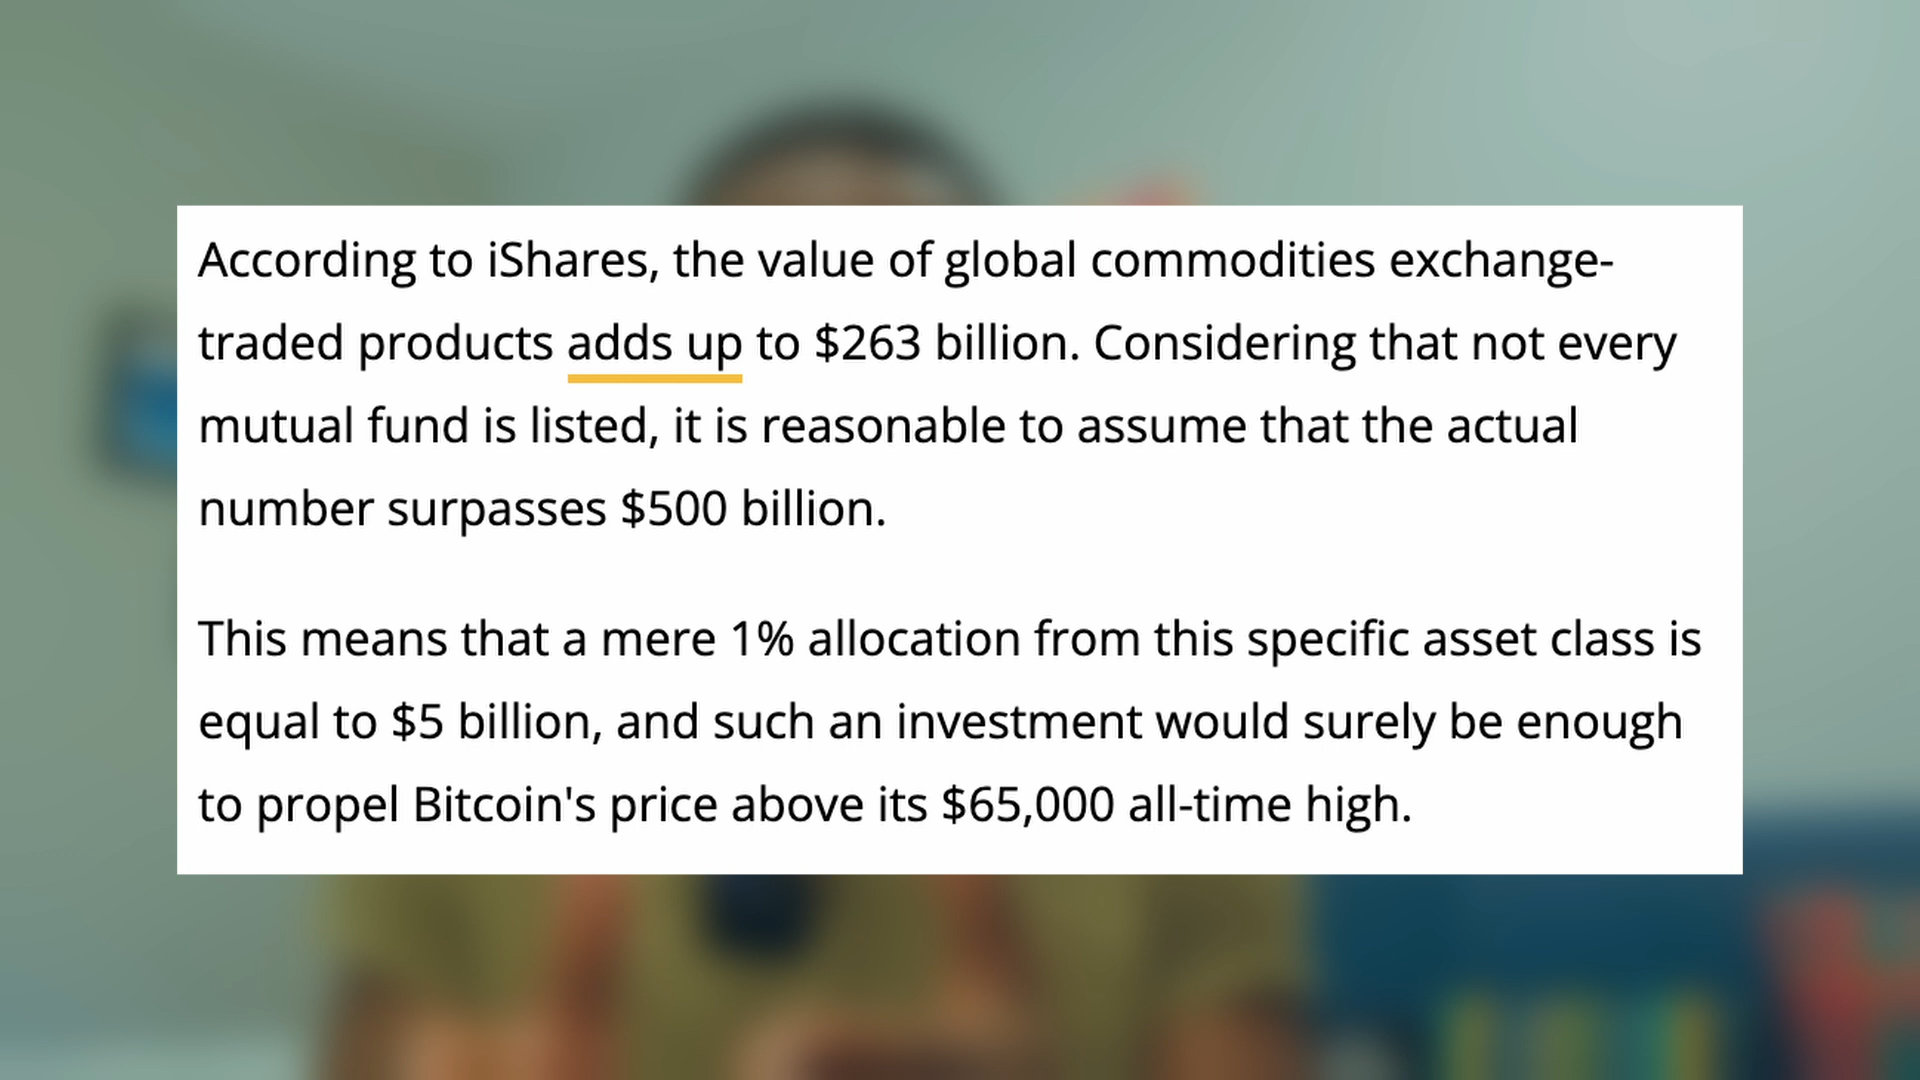 According to iShares, the value of global commodities exchange-
traded products adds up to $263 billion. Considering that not every
mutual fund is listed, it is reasonable to assume that the actual
number surpasses $500 billion.
This means that a mere 1% allocation from this specific asset class is
equal to $5 billion, and such an investment would surely be enough
to propel Bitcoin's price above its $65,000 all-time high.